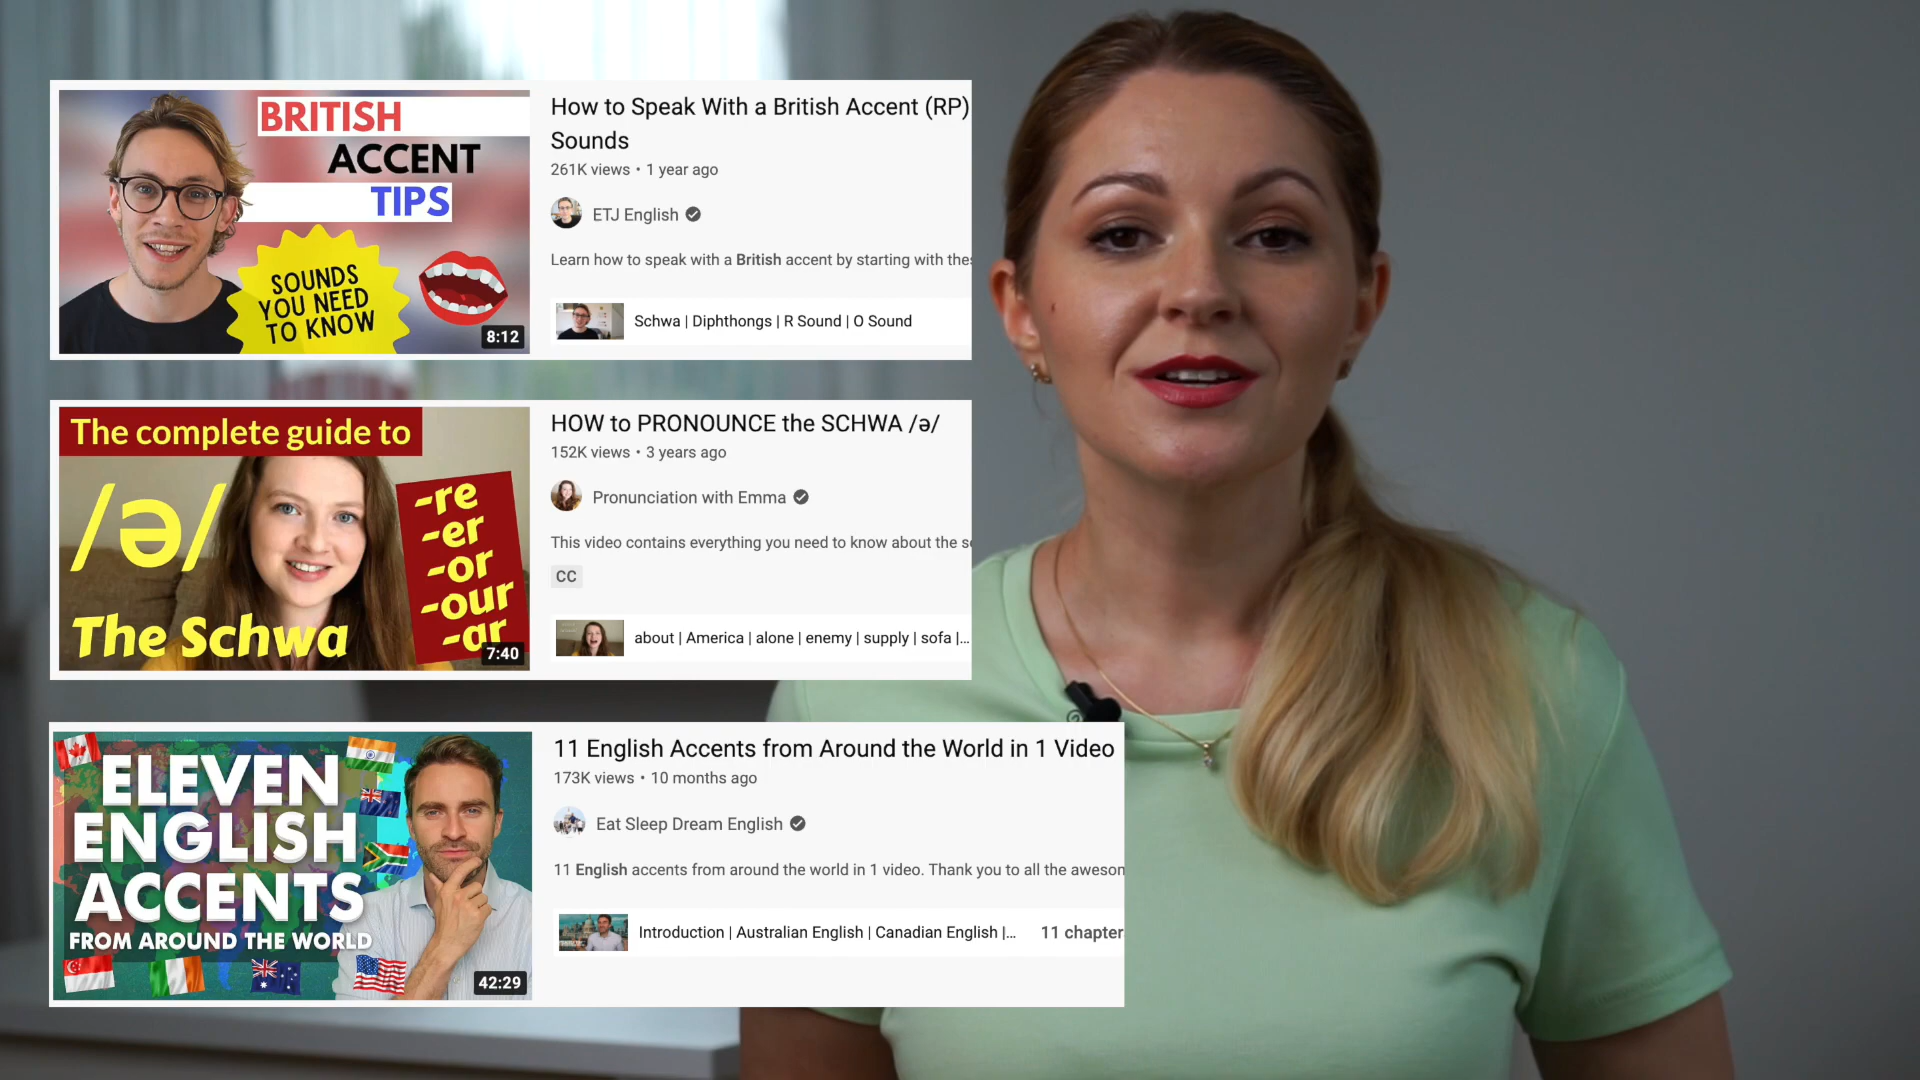 BRITISH
ACCENT
TIPS
SOUNDS
YOU NEED
TO KNOW
8:12
How to Speak With a British Accent (RP)
Sounds
261K views • 1 year ago
ETJ English
Learn how to speak with a British accent by starting with thes
Schwa | Diphthongs | R Sound | O Sound
The complete guide to
/ə/
The Schwa
-re
-er
-or
-our
-ar
7:40
HOW to PRONOUNCE the SCHWA /ə/
152K views • 3 years ago
Pronunciation with Emma
This video contains everything you need to know about the s
CC
about | America | alone | enemy | supply | sofa |...
ELEVEN
ENGLISH
ACCENTS
FROM AROUND THE WORLD
42:29
11 English Accents from Around the World in 1 Video
173K views • 10 months ago
Eat Sleep Dream English
11 English accents from around the world in 1 video. Thank you to all the aweson
Introduction | Australian English | Canadian English |...
11 chapter